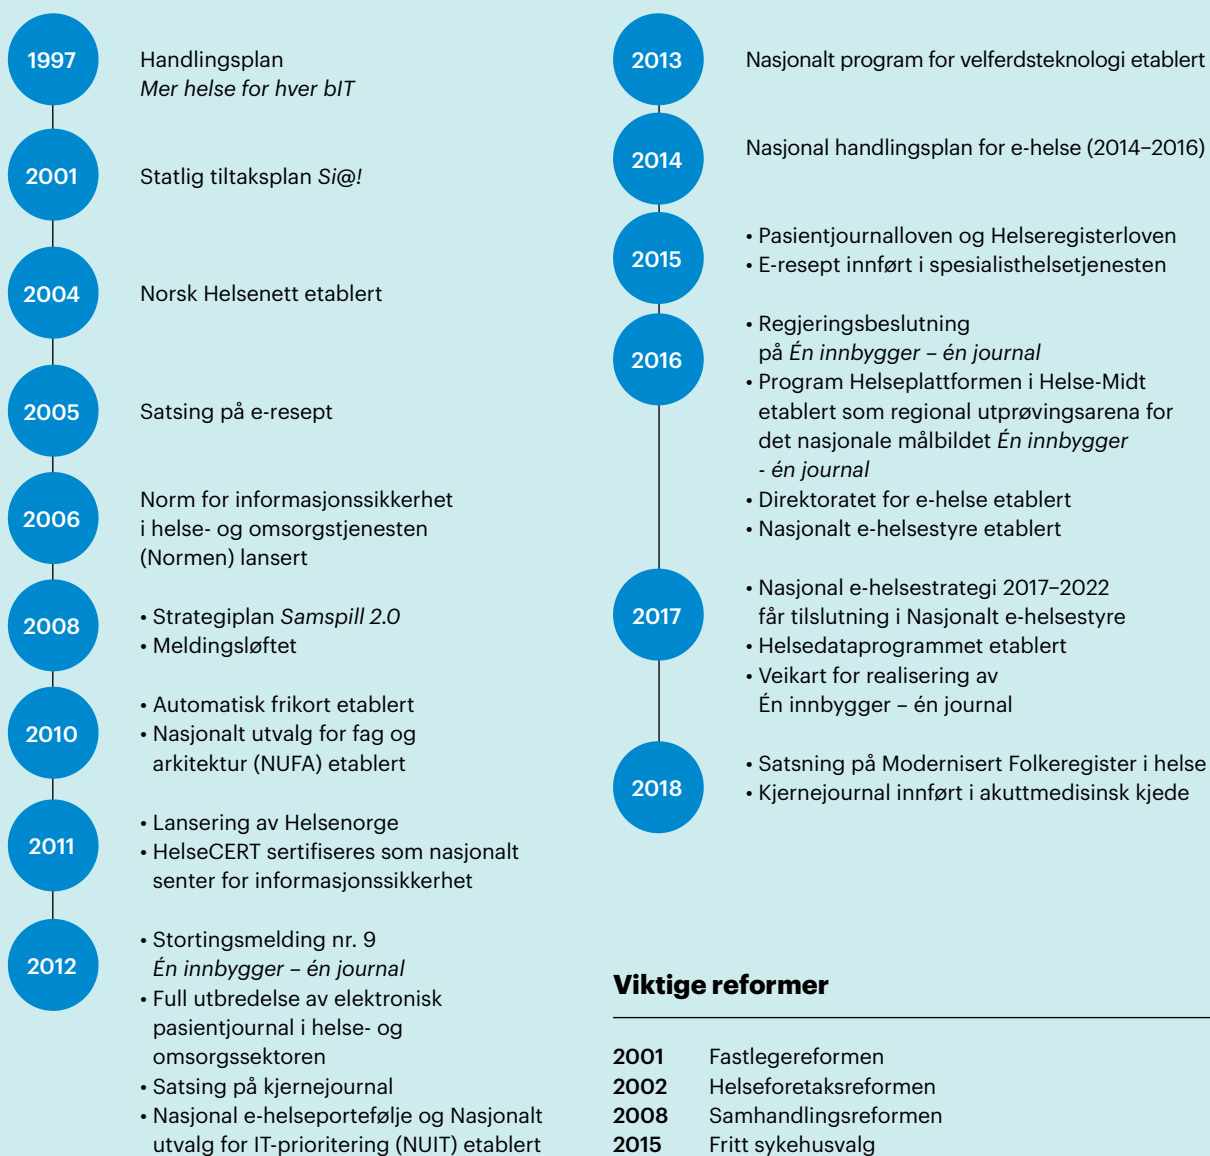 1997
Handlingsplan
Mer helse for hver bIT
2001
Statlig tiltaksplan Si@!
2004
Norsk Helsenett etablert
2005
Satsing på e-resept
2006
Norm for informasjonssikkerhet
i helse- og omsorgstjenesten
(Normen) lansert
2008
• Strategiplan Samspill 2.0
• Meldingsløftet
2010
• Automatisk frikort etablert
• Nasjonalt utvalg for fag og
arkitektur (NUFA) etablert
2011
• Lansering av Helsenorge
• HelseCERT sertifiseres som nasjonalt
senter for informasjonssikkerhet
2012
• Stortingsmelding nr. 9
Én innbygger – én journal
• Full utbredelse av elektronisk
pasientjournal i helse- og
omsorgssektoren
• Satsing på kjernejournal
• Nasjonal e-helseportefølje og Nasjonalt
utvalg for IT-prioritering (NUIT) etablert
2013
Nasjonalt program for velferdsteknologi etablert
2014
Nasjonal handlingsplan for e-helse (2014–2016)
2015
• Pasientjournalloven og Helseregisterloven
• E-resept innført i spesialisthelsetjenesten
2016
• Regjeringsbeslutning
på Én innbygger – én journal
• Program Helseplattformen i Helse-Midt
etablert som regional utprøvingsarena for
det nasjonale målbildet Én innbygger
- én journal
• Direktoratet for e-helse etablert
• Nasjonalt e-helsestyre etablert
2017
• Nasjonal e-helsestrategi 2017–2022
får tilslutning i Nasjonalt e-helsestyre
• Helsedataprogrammet etablert
• Veikart for realisering av
Én innbygger – én journal
2018
• Satsning på Modernisert Folkeregister i helse
• Kjernejournal innført i akuttmedisinsk kjede
Viktige reformer
2001 Fastlegereformen
2002 Helseforetaksreformen
2008 Samhandlingsreformen
2015 Fritt sykehusvalg